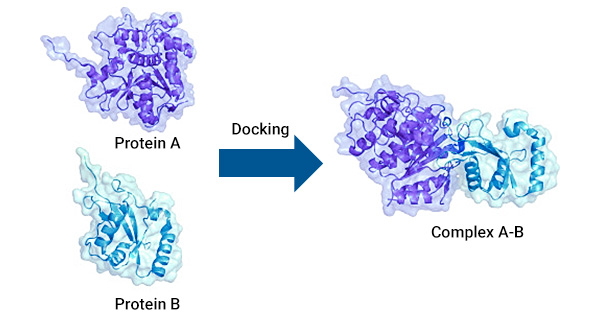 Protein A
Docking
Protein B
Complex A-B